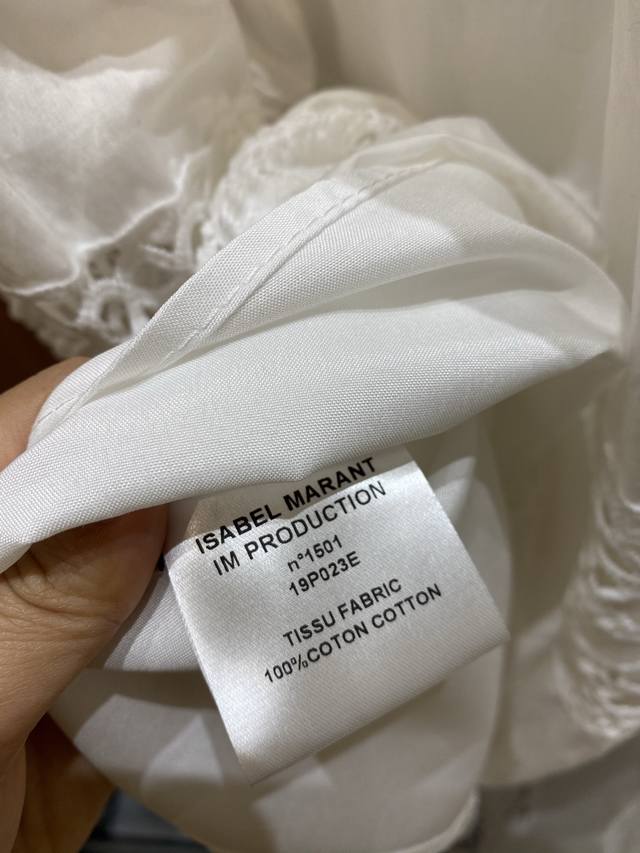 ISABEL MARANT
IM PRODUCTION
n°1501
19P023E
TISSU FABRIC
100%COTON COTTON